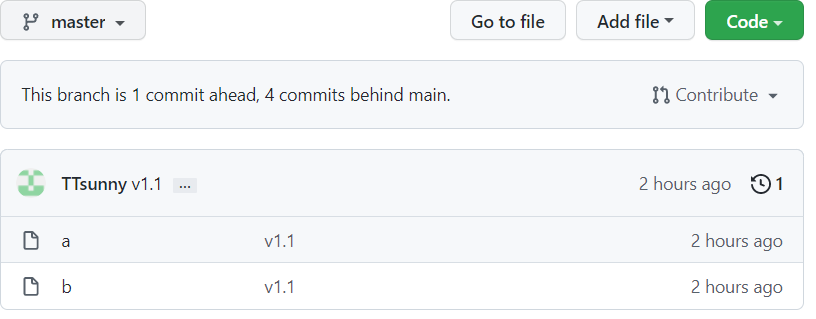 master Go to file Add file Code
This branch is 1 commit ahead, 4 commits behind main. Contribute
TTsunny v1.1 ... 2 hours ago 1
a v1.1 2 hours ago
b v1.1 2 hours ago